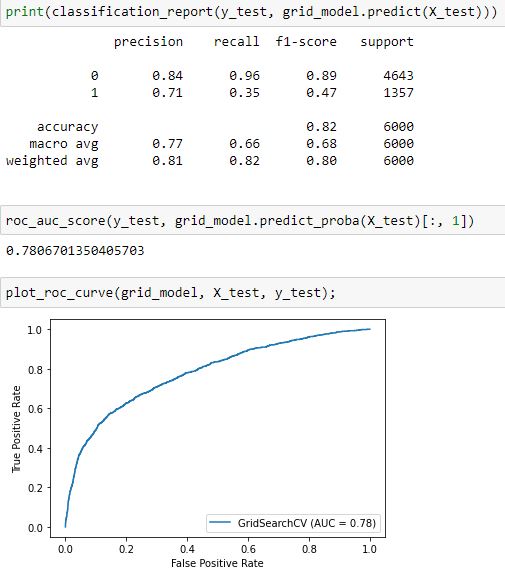 print(classification_report(y_test, grid_model.predict(X_test)))
precision recall f1-score support
0 0.84 0.96 0.89 4643
1 0.71 0.35 0.47 1357
accuracy 0.82 6000
macro avg 0.77 0.66 0.68 6000
weighted avg 0.81 0.82 0.80 6000
roc_auc_score(y_test, grid_model.predict_proba(X_test)[:, 1])
0.7806701350405703
plot_roc_curve(grid_model, X_test, y_test);
1.0
0.8
0.6
0.4
0.2
0.0
True Positive Rate
GridSearchCV (AUC = 0.78)
0.0 0.2 0.4 0.6 0.8 1.0
False Positive Rate